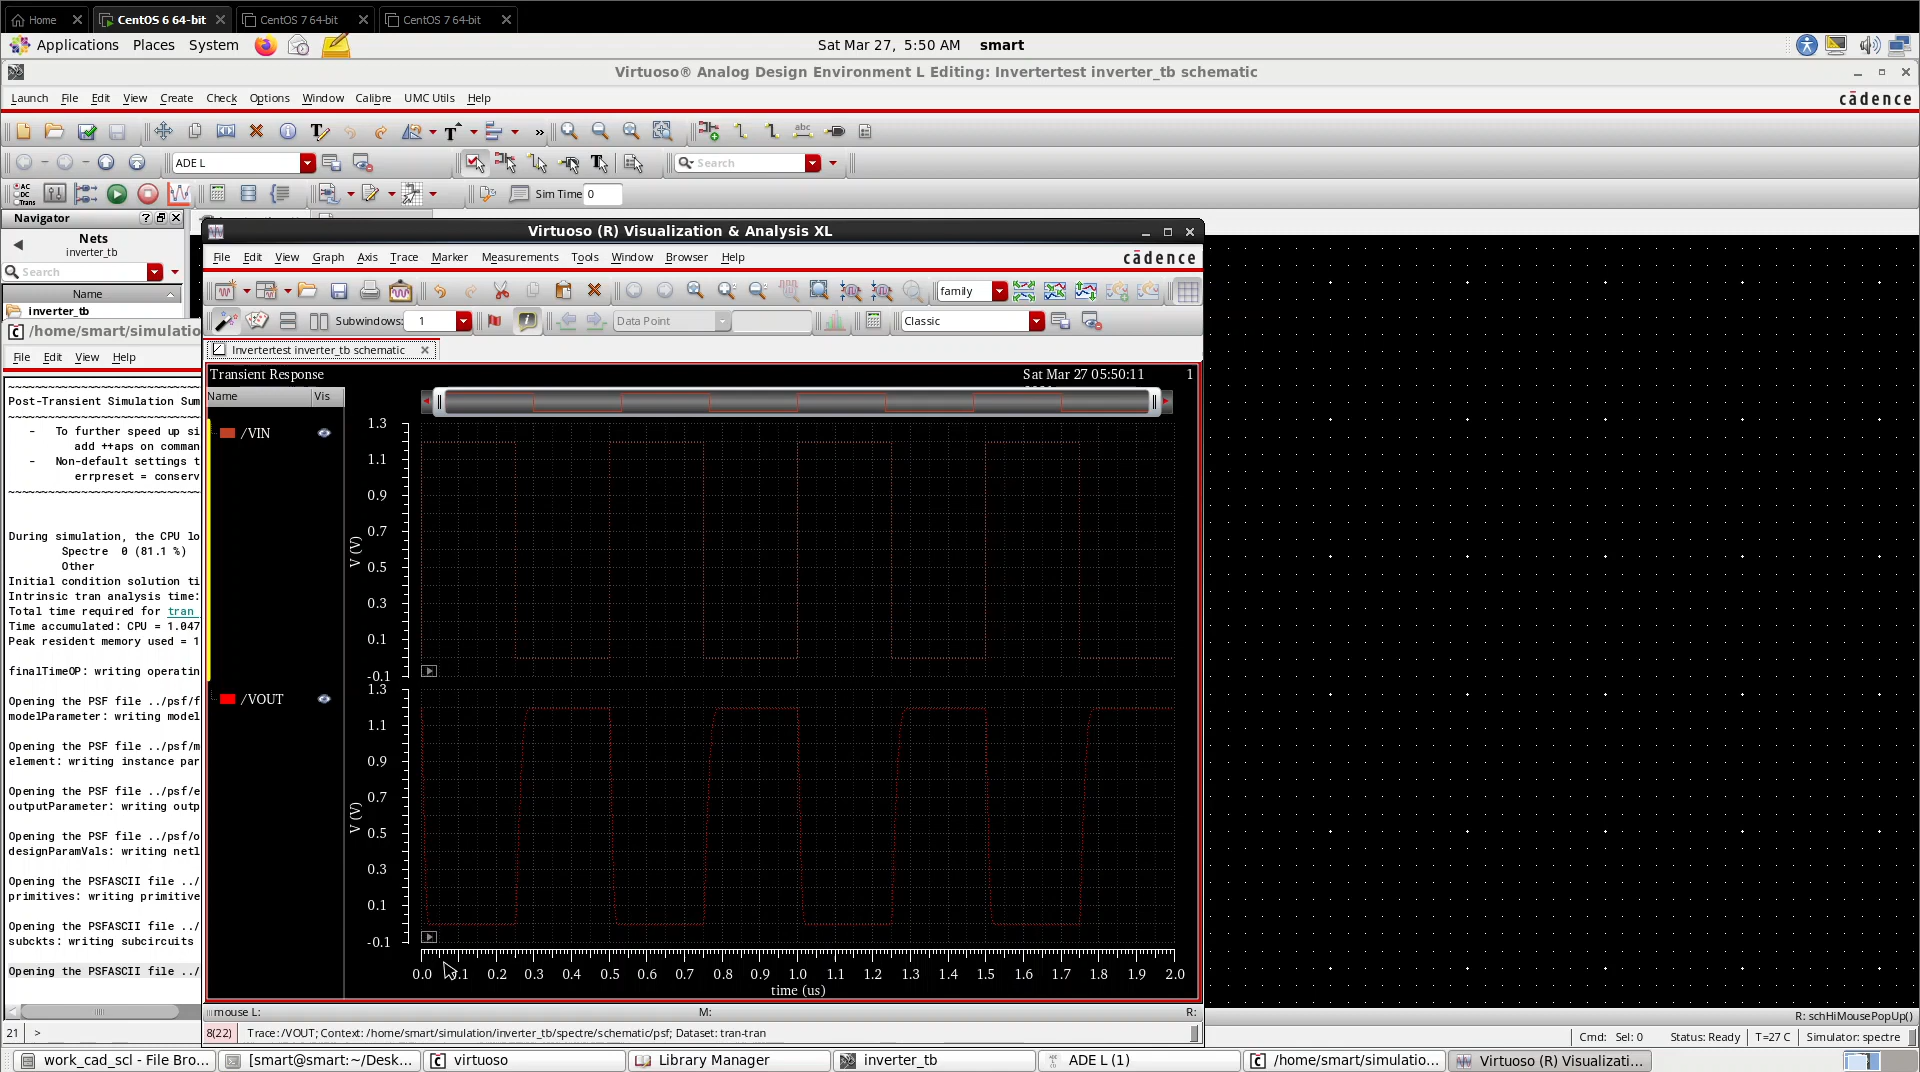 Home
CentOS 6 64-bit
CentOS 7 64-bit
CentOS 7 64-bit
Applications Places System
Sat Mar 27, 5:50 AM smart
Virtuoso® Analog Design Environment L Editing: Invertertest inverter_tb schematic
Launch File Edit View Create Check Options Window Calibre UMC Utils Help
cādence
ADE L
Search
Sim Time 0
Navigator
Nets
inverter_tb
Search
Name
inverter_tb
/home/smart/simulatio
File Edit View Help
Post-Transient Simulation Sum
- To further speed up si
add ++aps on comman
- Non-default settings t
errpreset = conserv
During simulation, the CPU lo
Spectre 0 (81.1 %)
Other
Initial condition solution ti
Intrinsic tran analysis time:
Total time required for tran
Time accumulated: CPU = 1.047
Peak resident memory used = 1
finalTimeOP: writing operatin
Opening the PSF file ../psf/f
modelParameter: writing model
Opening the PSF file ../psf/m
element: writing instance par
Opening the PSF file ../psf/e
outputParameter: writing outp
Opening the PSF file ../psf/o
designParamVals: writing netl
Opening the PSFASCII file ../
primitives: writing primitive
Opening the PSFASCII file ../
subckts: writing subcircuits
Opening the PSFASCII file ../
21 >
Virtuoso (R) Visualization & Analysis XL
File Edit View Graph Axis Trace Marker Measurements Tools Window Browser Help
cādence
family
Subwindows: 1
Data Point
Classic
Invertertest inverter_tb schematic
Transient Response
Sat Mar 27 05:50:11
1
Name Vis
/VIN
1.3
1.1
0.9
0.7
0.5
0.3
0.1
-0.1
V (V)
/VOUT
1.3
1.1
0.9
0.7
0.5
0.3
0.1
-0.1
V (V)
0.0 0.1 0.2 0.3 0.4 0.5 0.6 0.7 0.8 0.9 1.0 1.1 1.2 1.3 1.4 1.5 1.6 1.7 1.8 1.9 2.0
time (us)
mouse L:
M:
R:
8(22)
Trace: /VOUT; Context: /home/smart/simulation/inverter_tb/spectre/schematic/psf; Dataset: tran-tran
R: schHiMousePopUp()
Cmd: Sel: 0 Status: Ready T=27 C Simulator: spectre
work_cad_scl - File Bro...
[smart@smart:~/Desk...
virtuoso
Library Manager
inverter_tb
ADE L (1)
/home/smart/simulatio...
Virtuoso (R) Visualizati...